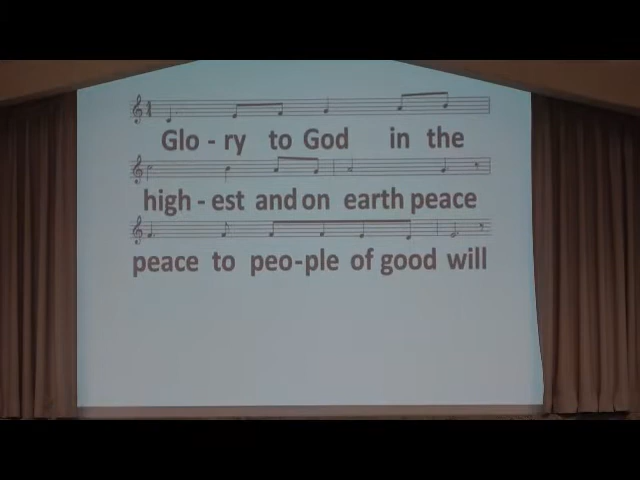 Glo - ry to God in the
high - est and on earth peace
peace to peo-ple of good will